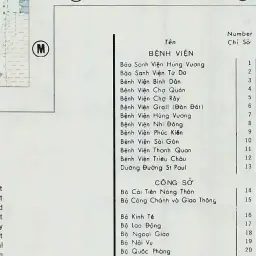 M
Number
Tên Chỉ Số
BỆNH VIỆN
Bảo Sanh Viện Hùng Vương 1
Bảo Sanh Viện Từ Dũ 2
Bệnh Viện Bình Dân 3
Bệnh Viện Chợ Quán 4
Bệnh Viện Chợ Rẫy 5
Bệnh Viện Grall (Đồn Đất) 6
Bệnh Viện Hùng Vương 7
Bệnh Viện Nhi Đồng 8
Bệnh Viện Phúc Kiến 9
Bệnh Viện Sài Gòn 10
Bệnh Viện Thanh Quan 11
Bệnh Viện Triều Châu 12
Dưỡng Đường St Paul 13
CÔNG SỞ
Bộ Cải Tiến Nông Thôn 14
Bộ Công Chánh và Giao Thông 15
Bộ Kinh Tế 16
Bộ Lao Động 17
Bộ Ngoại Giao 18
Bộ Nội Vụ 19
Bộ Quốc Phòng 20